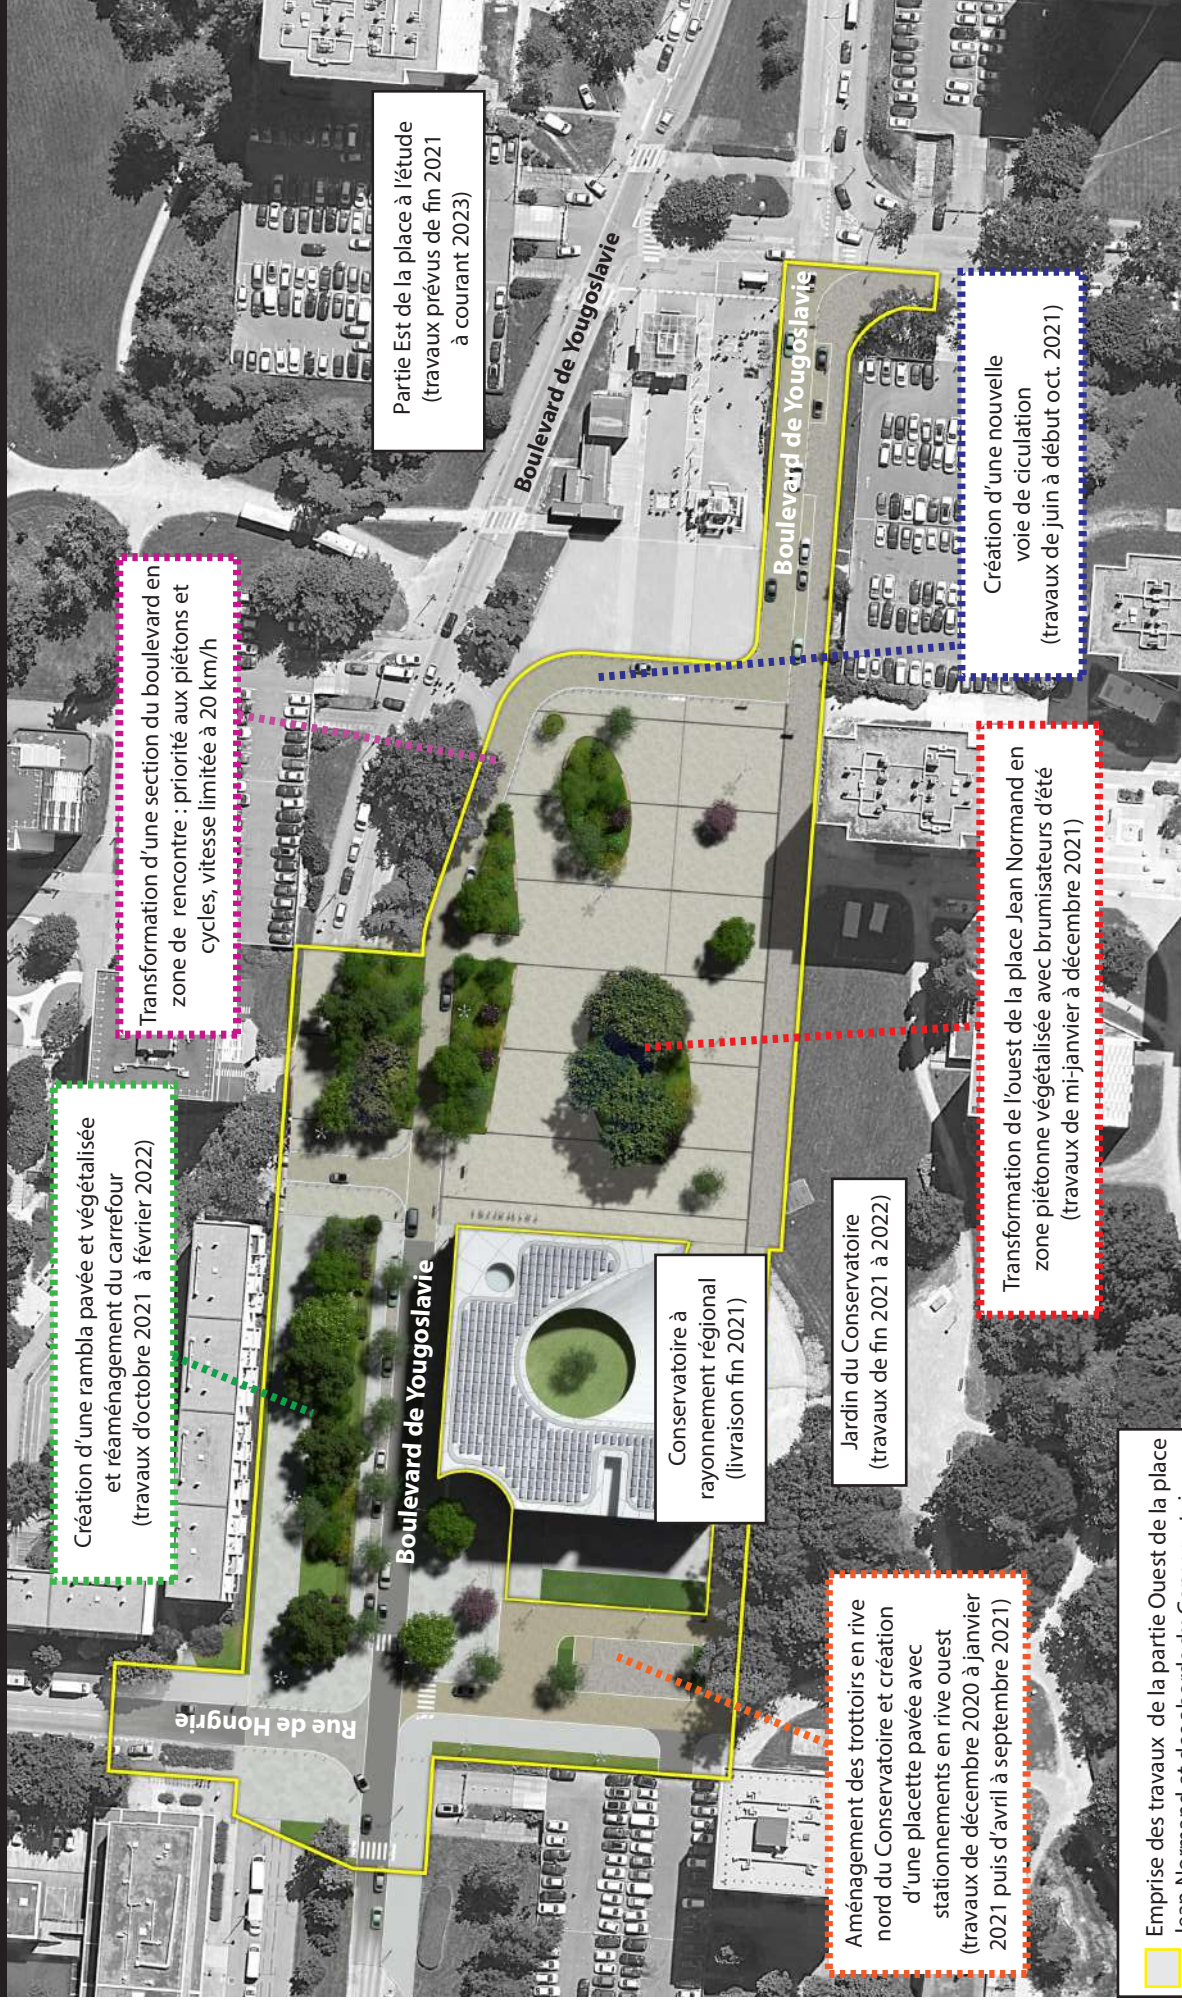 Création d'une rambla pavée et végétalisée
et réaménagement du carrefour
(travaux d'octobre 2021 à février 2022)
Transformation d'une section du boulevard en
zone de rencontre : priorité aux piétons et
cycles, vitesse limitée à 20 km/h
Partie Est de la place à l'étude
(travaux prévus de fin 2021
à courant 2023)
Rue de Hongrie
Boulevard de Yougoslavie
Boulevard de Yougoslavie
Boulevard de Yougoslavie
Conservatoire à
rayonnement régional
(livraison fin 2021)
Jardin du Conservatoire
(travaux de fin 2021 à 2022)
Aménagement des trottoirs en rive
nord du Conservatoire et création
d'une placette pavée avec
stationnements en rive ouest
(travaux de décembre 2020 à janvier
2021 puis d'avril à septembre 2021)
Transformation de l'ouest de la place Jean Normand en
zone piétonne végétalisée avec brumisateurs d'été
(travaux de mi-janvier à décembre 2021)
Création d'une nouvelle
voie de ciculation
(travaux de juin à début oct. 2021)
Emprise des travaux de la partie Ouest de la place